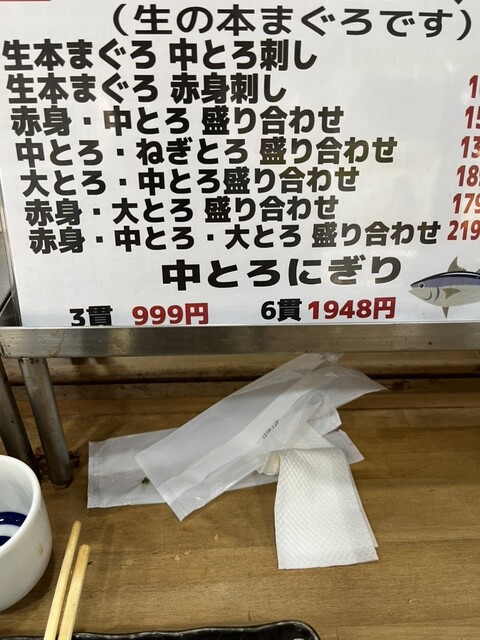 (生の本まぐろです)
生本まぐろ 中とろ刺し
生本まぐろ 赤身刺し
赤身・中とろ 盛り合わせ
中とろ・ねぎとろ 盛り合わせ
大とろ・中とろ盛り合わせ
赤身・大とろ 盛り合わせ
赤身・中とろ・大とろ 盛り合わせ 219
中とろにぎり
3貫 999円 6貫 1948円